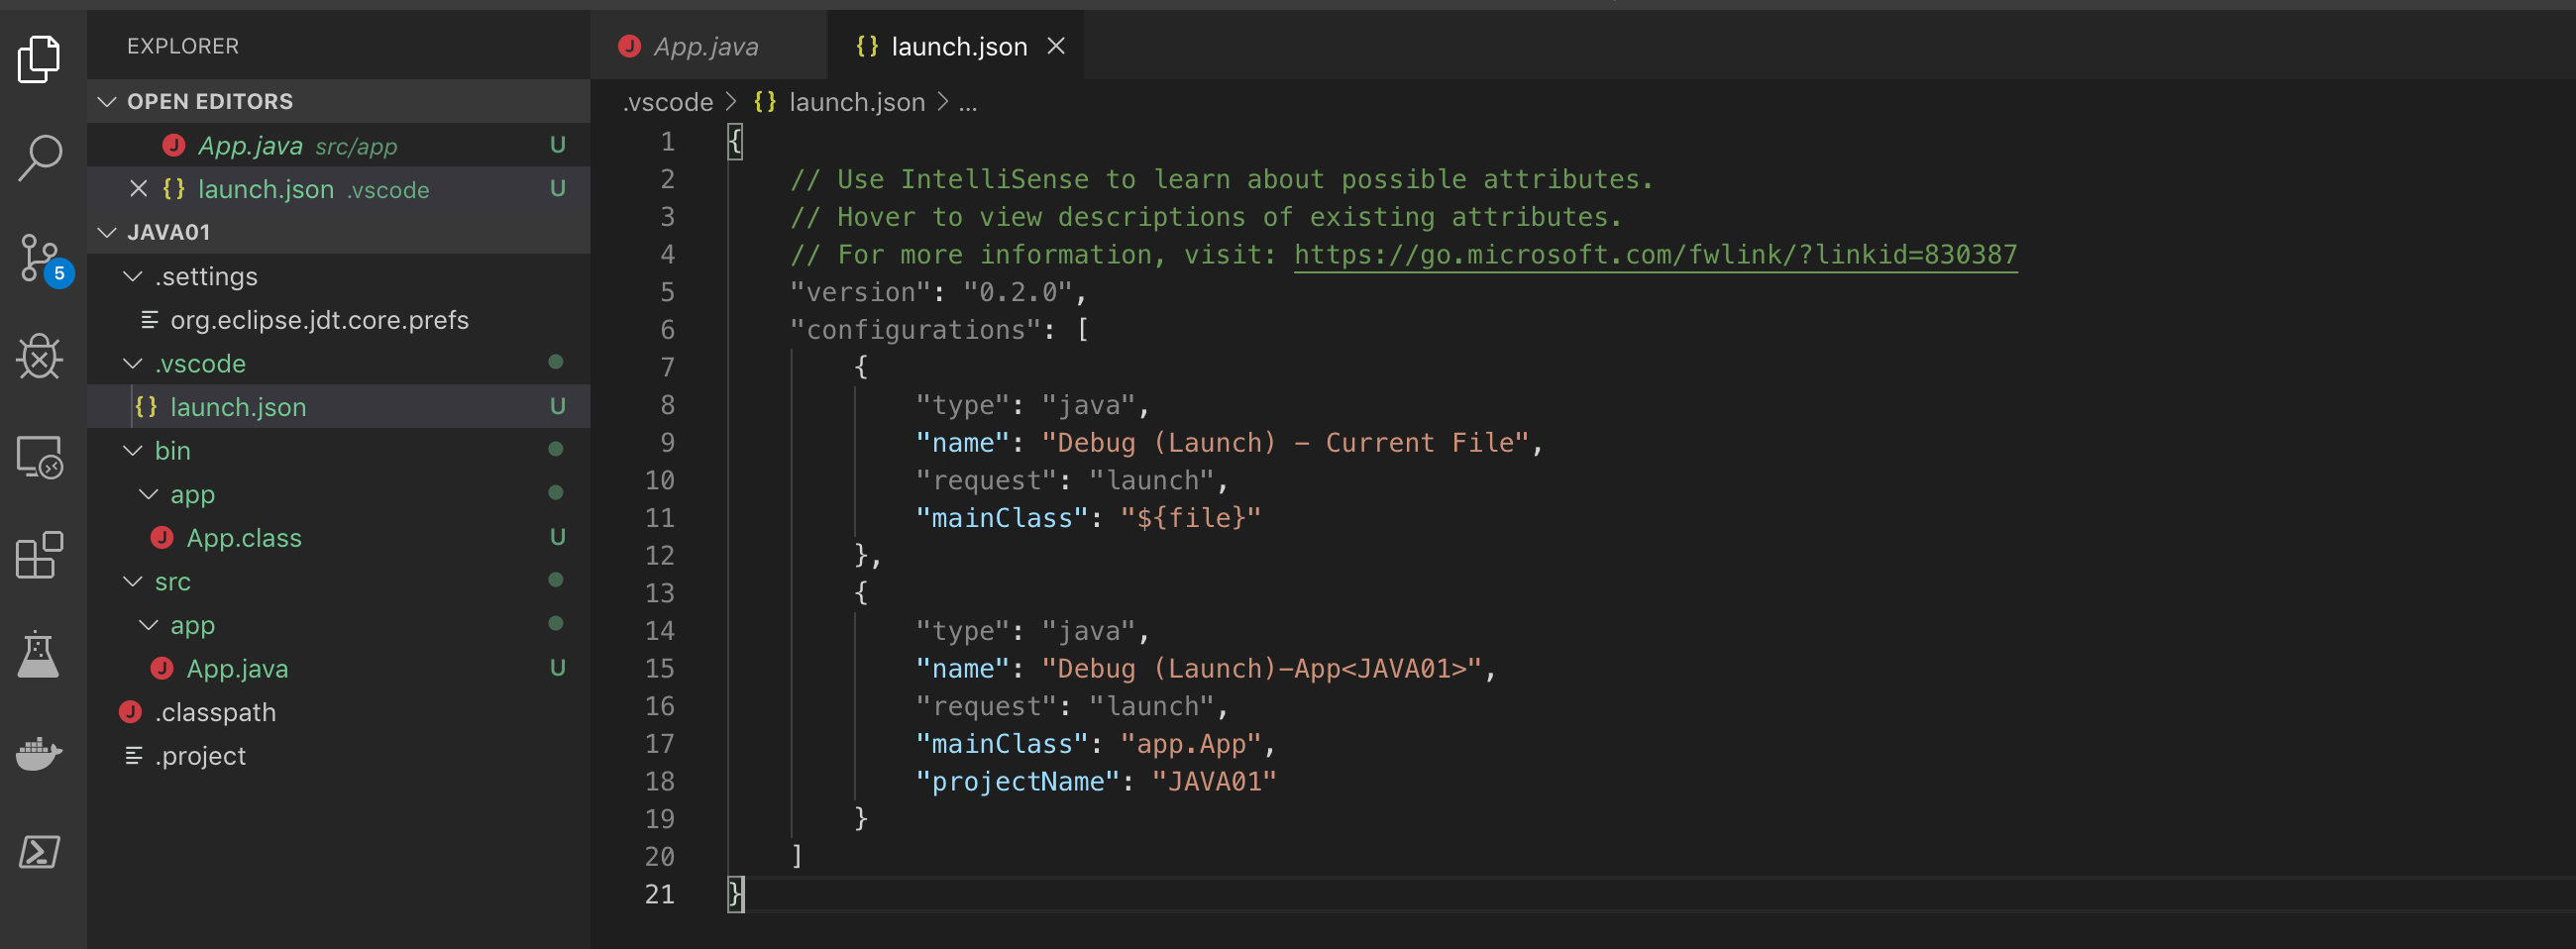 EXPLORER
OPEN EDITORS
App.java src/app U
launch.json .vscode U
JAVA01
.settings
org.eclipse.jdt.core.prefs
.vscode
launch.json U
bin
app
App.class U
src
app
App.java U
.classpath
.project
5
App.java
launch.json
.vscode > {} launch.json > ...
1 {
2 // Use IntelliSense to learn about possible attributes.
3 // Hover to view descriptions of existing attributes.
4 // For more information, visit: https://go.microsoft.com/fwlink/?linkid=830387
5 "version": "0.2.0",
6 "configurations": [
7 {
8 "type": "java",
9 "name": "Debug (Launch) - Current File",
10 "request": "launch",
11 "mainClass": "${file}"
12 },
13 {
14 "type": "java",
15 "name": "Debug (Launch)-App<JAVA01>",
16 "request": "launch",
17 "mainClass": "app.App",
18 "projectName": "JAVA01"
19 }
20 ]
21 }